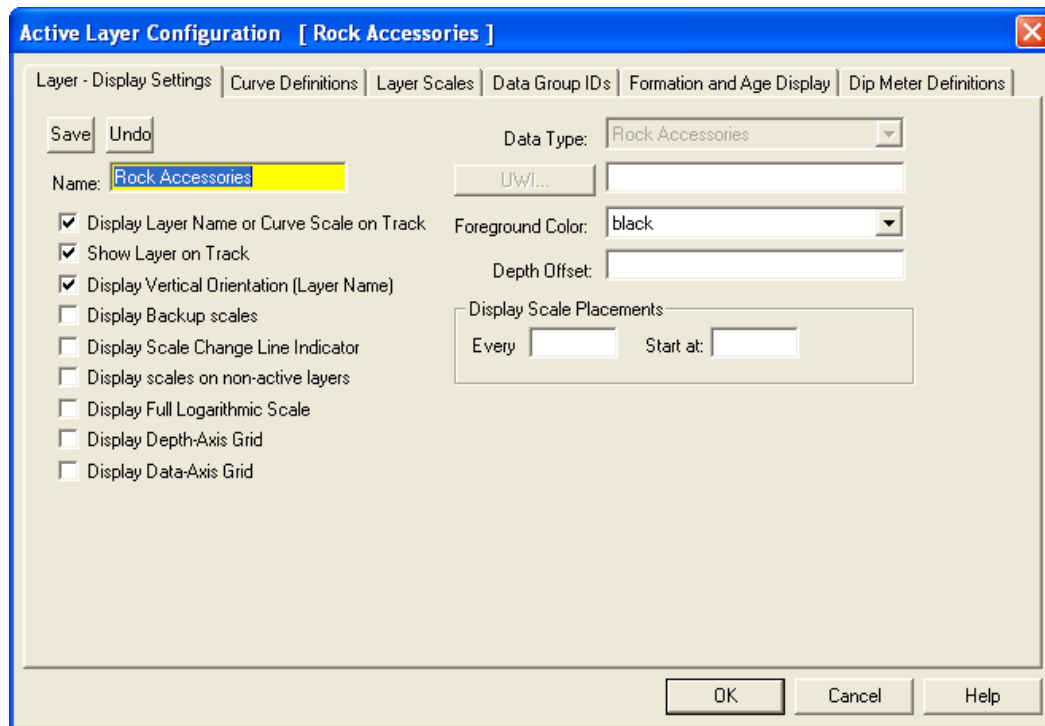 Active Layer Configuration [ Rock Accessories ]
Layer - Display Settings Curve Definitions Layer Scales Data Group IDs Formation and Age Display Dip Meter Definitions
Save Undo
Data Type: Rock Accessories
Name: Rock Accessories
UWI...
Display Layer Name or Curve Scale on Track
Foreground Color: black
Show Layer on Track
Depth Offset:
Display Vertical Orientation (Layer Name)
Display Scale Placements
Display Backup scales
Every Start at:
Display Scale Change Line Indicator
Display scales on non-active layers
Display Full Logarithmic Scale
Display Depth-Axis Grid
Display Data-Axis Grid
OK Cancel Help